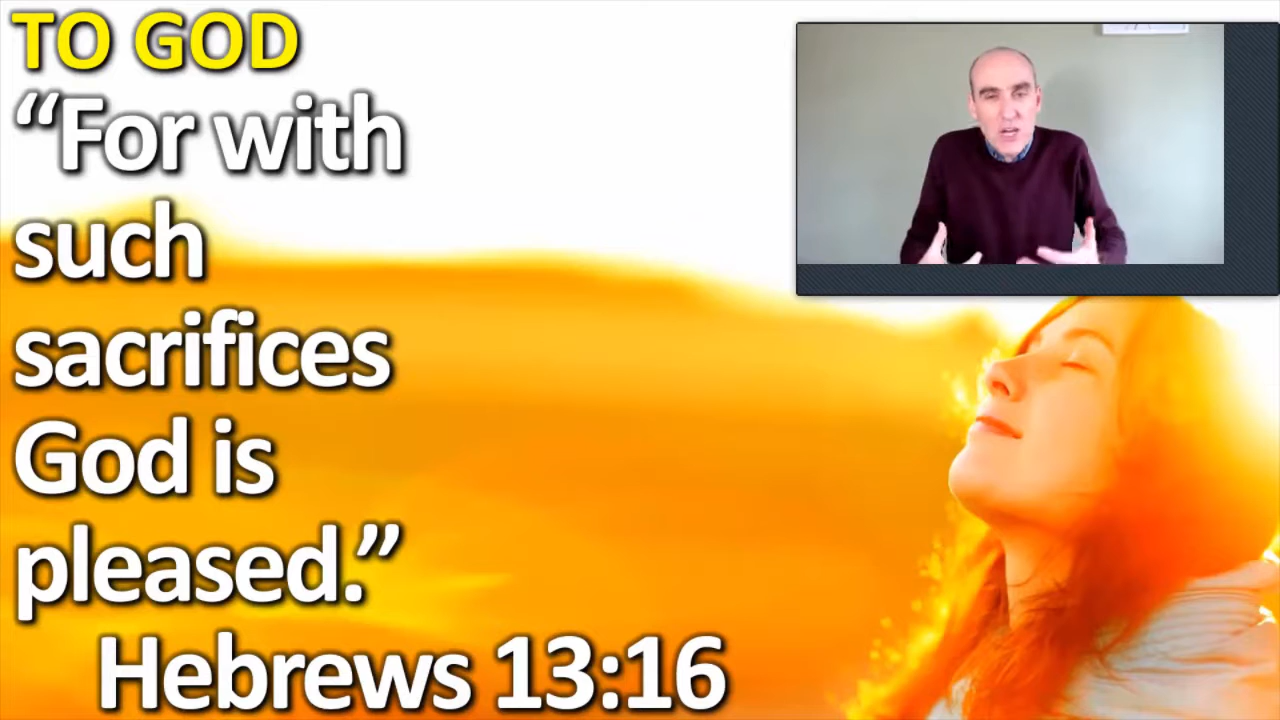 TO GOD
“For with
such
sacrifices
God is
pleased.”
Hebrews 13:16